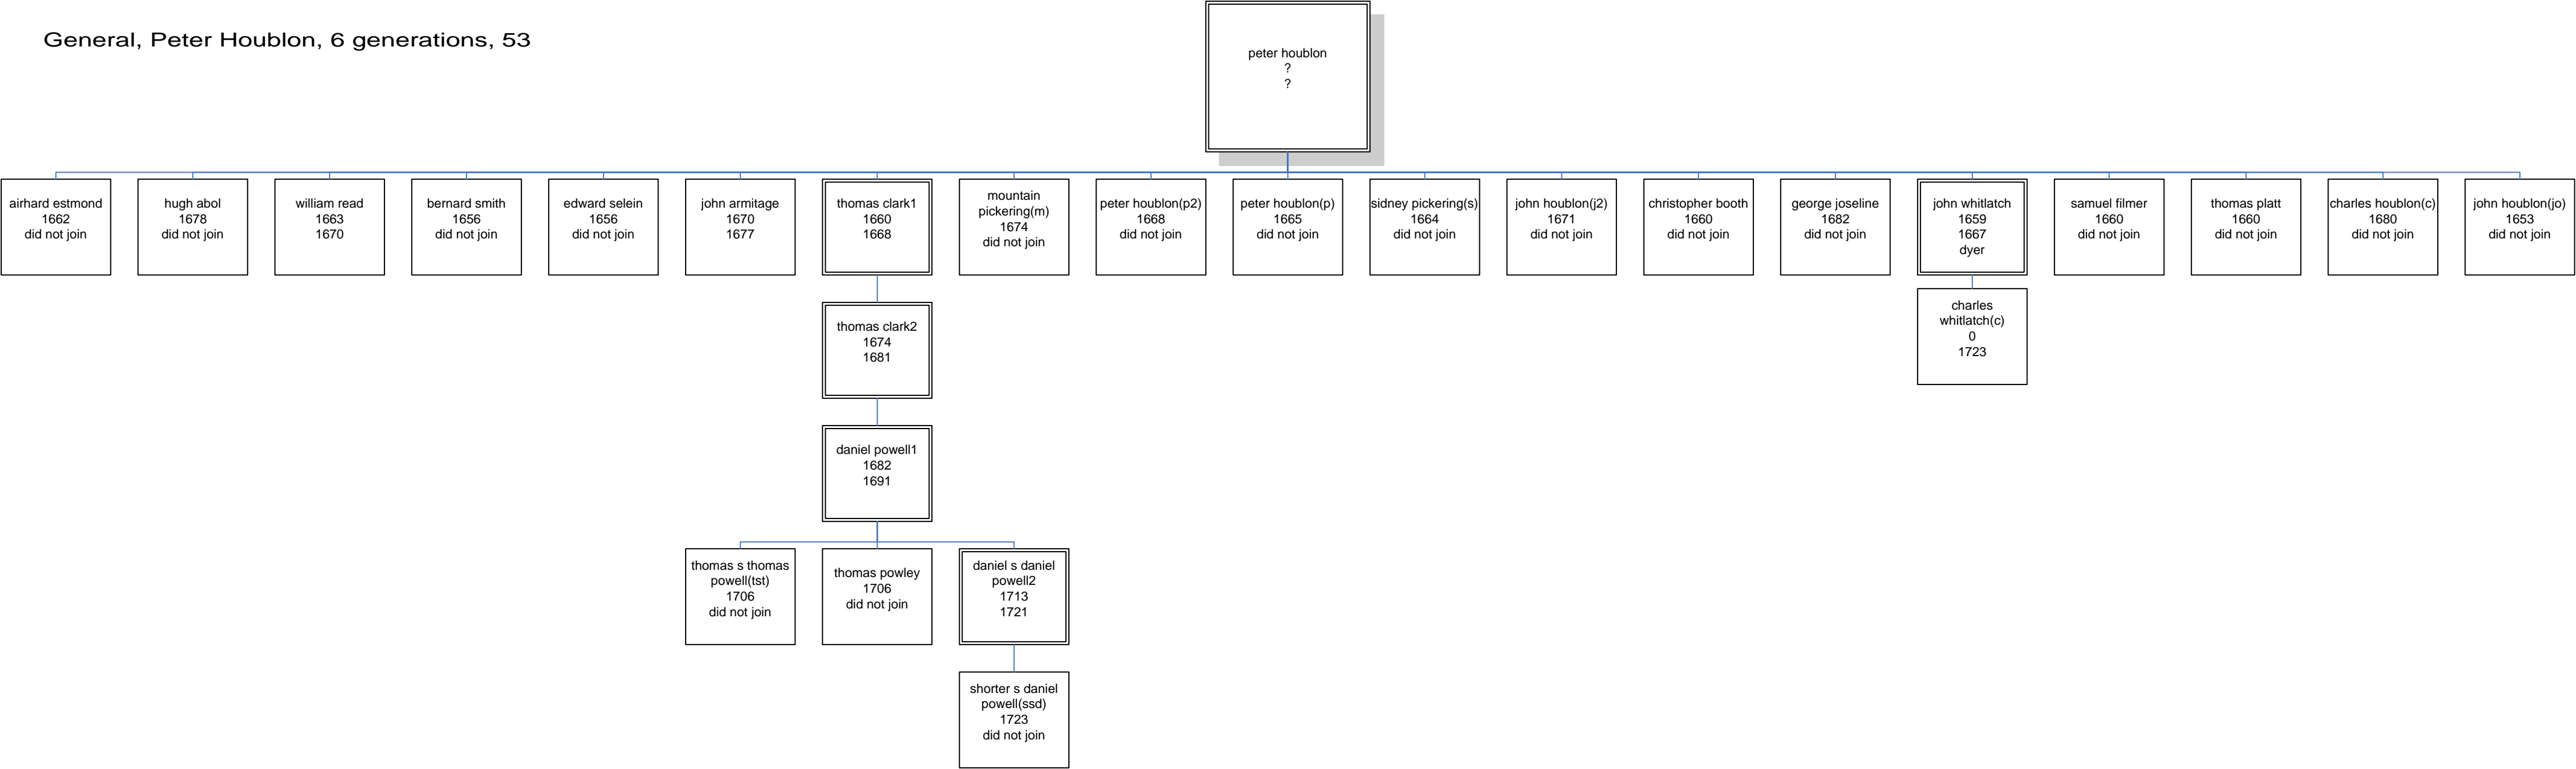 General, Peter Houblon, 6 generations, 53
peter houblon
?
?
airhard estmond
1662
did not join
hugh abol
1678
did not join
william read
1663
1670
bernard smith
1656
did not join
edward selein
1656
did not join
john armitage
1670
1677
thomas clark1
1660
1668
mountain
pickering(m)
1674
did not join
peter houblon(p2)
1668
did not join
peter houblon(p)
1665
did not join
sidney pickering(s)
1664
did not join
john houblon(j2)
1671
did not join
christopher booth
1660
did not join
george joseline
1682
did not join
john whitlatch
1659
1667
dyer
samuel filmer
1660
did not join
thomas platt
1660
did not join
charles houblon(c)
1680
did not join
john houblon(jo)
1653
did not join
thomas clark2
1674
1681
charles
whitlatch(c)
0
1723
daniel powell1
1682
1691
thomas s thomas
powell(tst)
1706
did not join
thomas powley
1706
did not join
daniel s daniel
powell2
1713
1721
shorter s daniel
powell(ssd)
1723
did not join